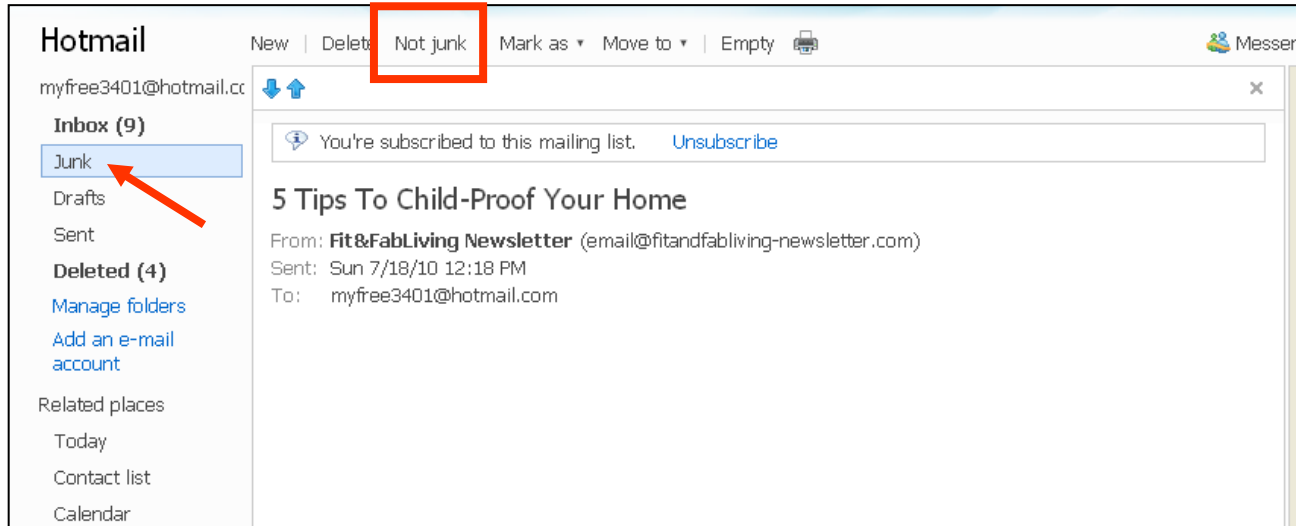 Hotmail
New | Delete Not junk Mark as ▾ Move to ▾ | Empty
myfree3401@hotmail.cc
Inbox (9)
Junk
Drafts
Sent
Deleted (4)
Manage folders
Add an e-mail
account
Related places
Today
Contact list
Calendar
You're subscribed to this mailing list. Unsubscribe
5 Tips To Child-Proof Your Home
From: Fit&FabLiving Newsletter (email@fitandfabliving-newsletter.com)
Sent: Sun 7/18/10 12:18 PM
To: myfree3401@hotmail.com
Messer